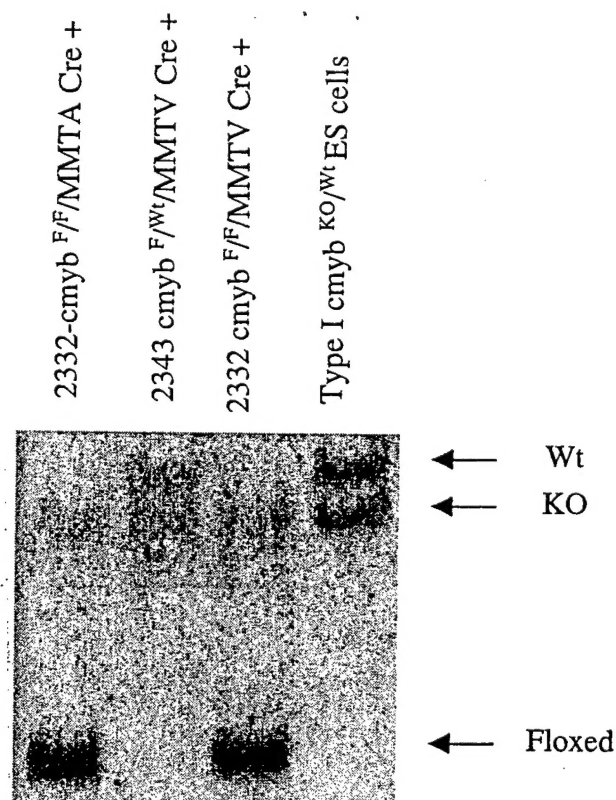 2332-cmyb F/F/MMTA Cre +
2343 cmyb F/Wt/MMTV Cre +
2332 cmyb F/F/MMTV Cre +
Type I cmyb KO/Wt ES cells
Wt
KO
Floxed